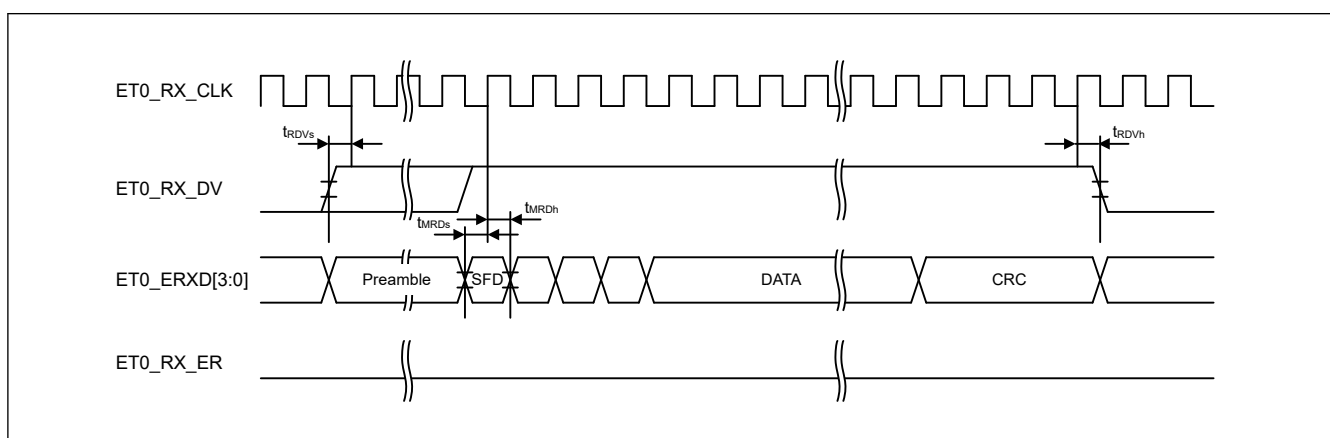 ET0_RX_CLK
tRDVs
tRDVh
ET0_RX_DV
tMRDh
tMRDs
ET0_ERXD[3:0]
Preamble
SFD
DATA
CRC
ET0_RX_ER